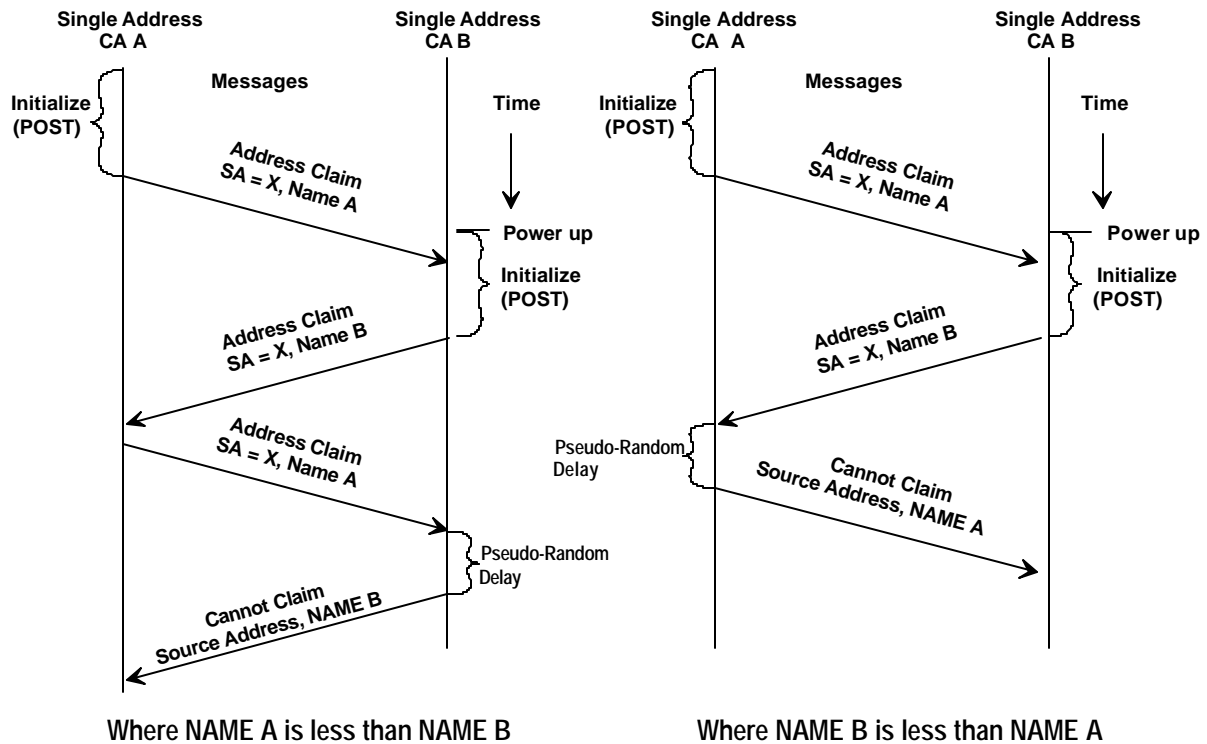 Single Address
CA A
Single Address
CA B
Messages
Initialize
(POST)
Time
Address Claim
SA = X, Name A
Power up
Initialize
(POST)
Address Claim
SA = X, Name B
Address Claim
SA = X, Name A
Pseudo-Random
Delay
Cannot Claim
Source Address, NAME B
Where NAME A is less than NAME B
Single Address
CA A
Single Address
CA B
Messages
Initialize
(POST)
Time
Address Claim
SA = X, Name A
Power up
Initialize
(POST)
Address Claim
SA = X, Name B
Pseudo-Random
Delay
Cannot Claim
Source Address, NAME A
Where NAME B is less than NAME A